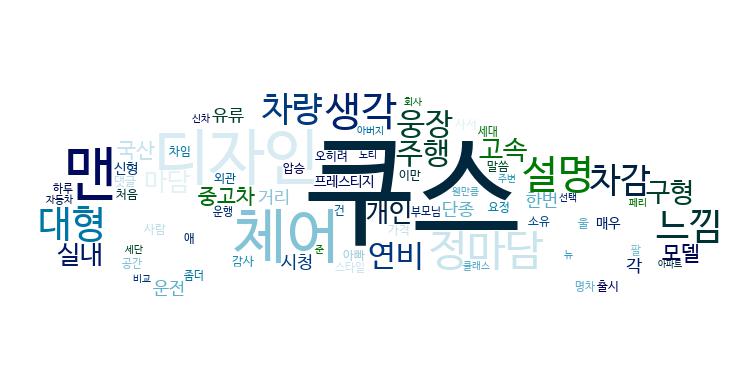 회사
신차 유류 차량 생각 웅장 사서 세대
아버지
국산 차임 디자인 쿠스 주행 고속
맨 신형 댓글 마담 압승 오히려 노티 말씀 설명 차감
하루 자동차 처음 외관 중고차 거리 프레스티지 이만 주변 원만큼 한번 선택 구형
대형 운행 체어 건 개인 부모님 단종 요정 페리 느낌
사람 애 가격 정마담 소유 매우
실내 세단 공간 감사 시청 준 아빠 연비 뉴 팔 각 모델
비교 운전 좀더 스타일 클래스 울 아파트
명차 출시